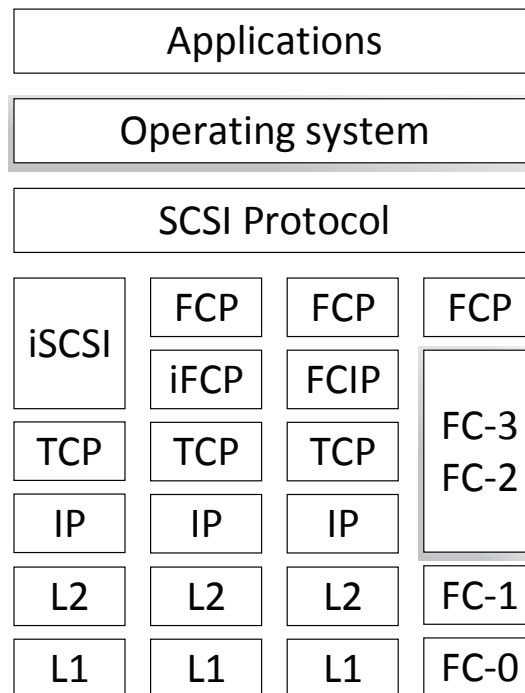 Applications
Operating system
SCSI Protocol
iSCSI
FCP
FCP
FCP
iFCP
FCIP
FC-3
FC-2
TCP
TCP
TCP
IP
IP
IP
L2
L2
L2
FC-1
L1
L1
L1
FC-0